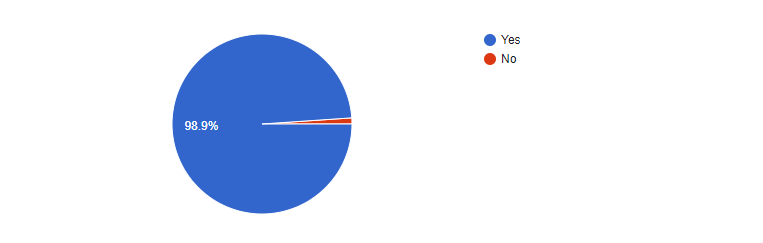 Yes
No
98.9%